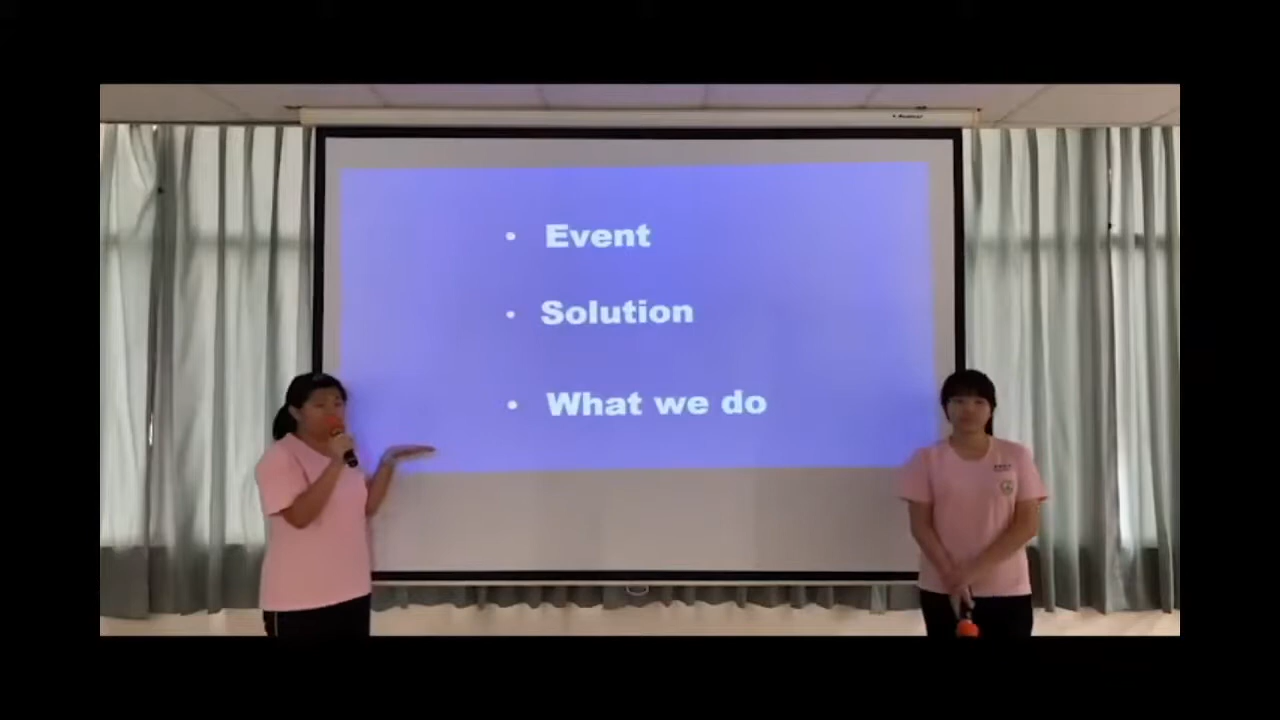 • Event
• Solution
• What we do